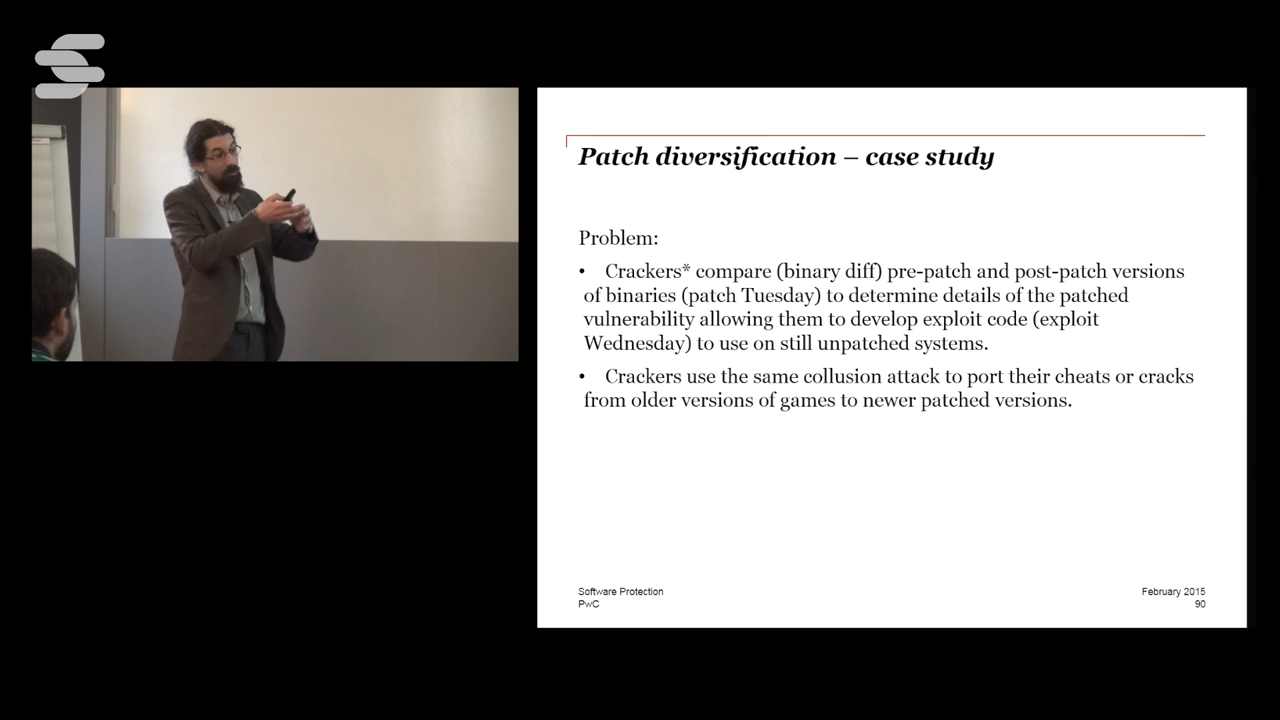 Patch diversification – case study
Problem:
• Crackers* compare (binary diff) pre-patch and post-patch versions
of binaries (patch Tuesday) to determine details of the patched
vulnerability allowing them to develop exploit code (exploit
Wednesday) to use on still unpatched systems.
• Crackers use the same collusion attack to port their cheats or cracks
from older versions of games to newer patched versions.
Software Protection
PwC
February 2015
90